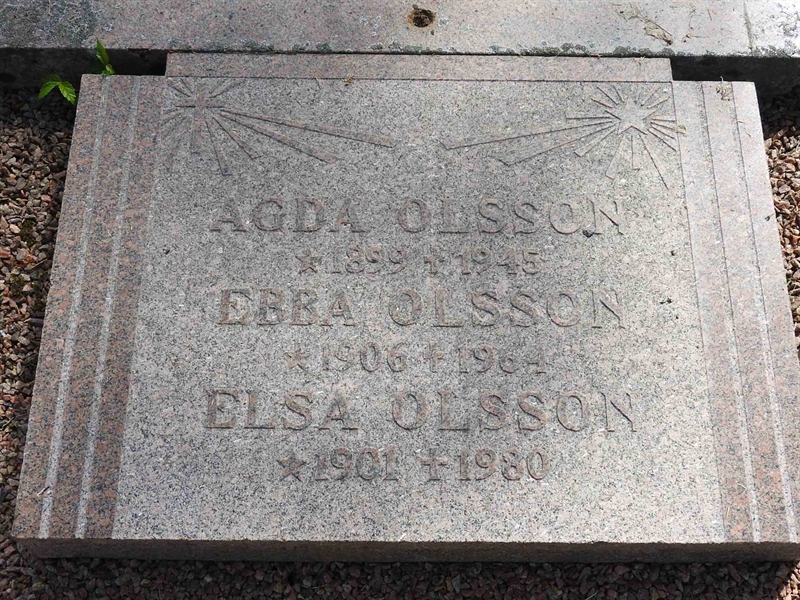 AGDA OLSSON
★1899 ✝1945
EBBA OLSSON
★1906 ✝1964
ELSA OLSSON
★1901 ✝1980